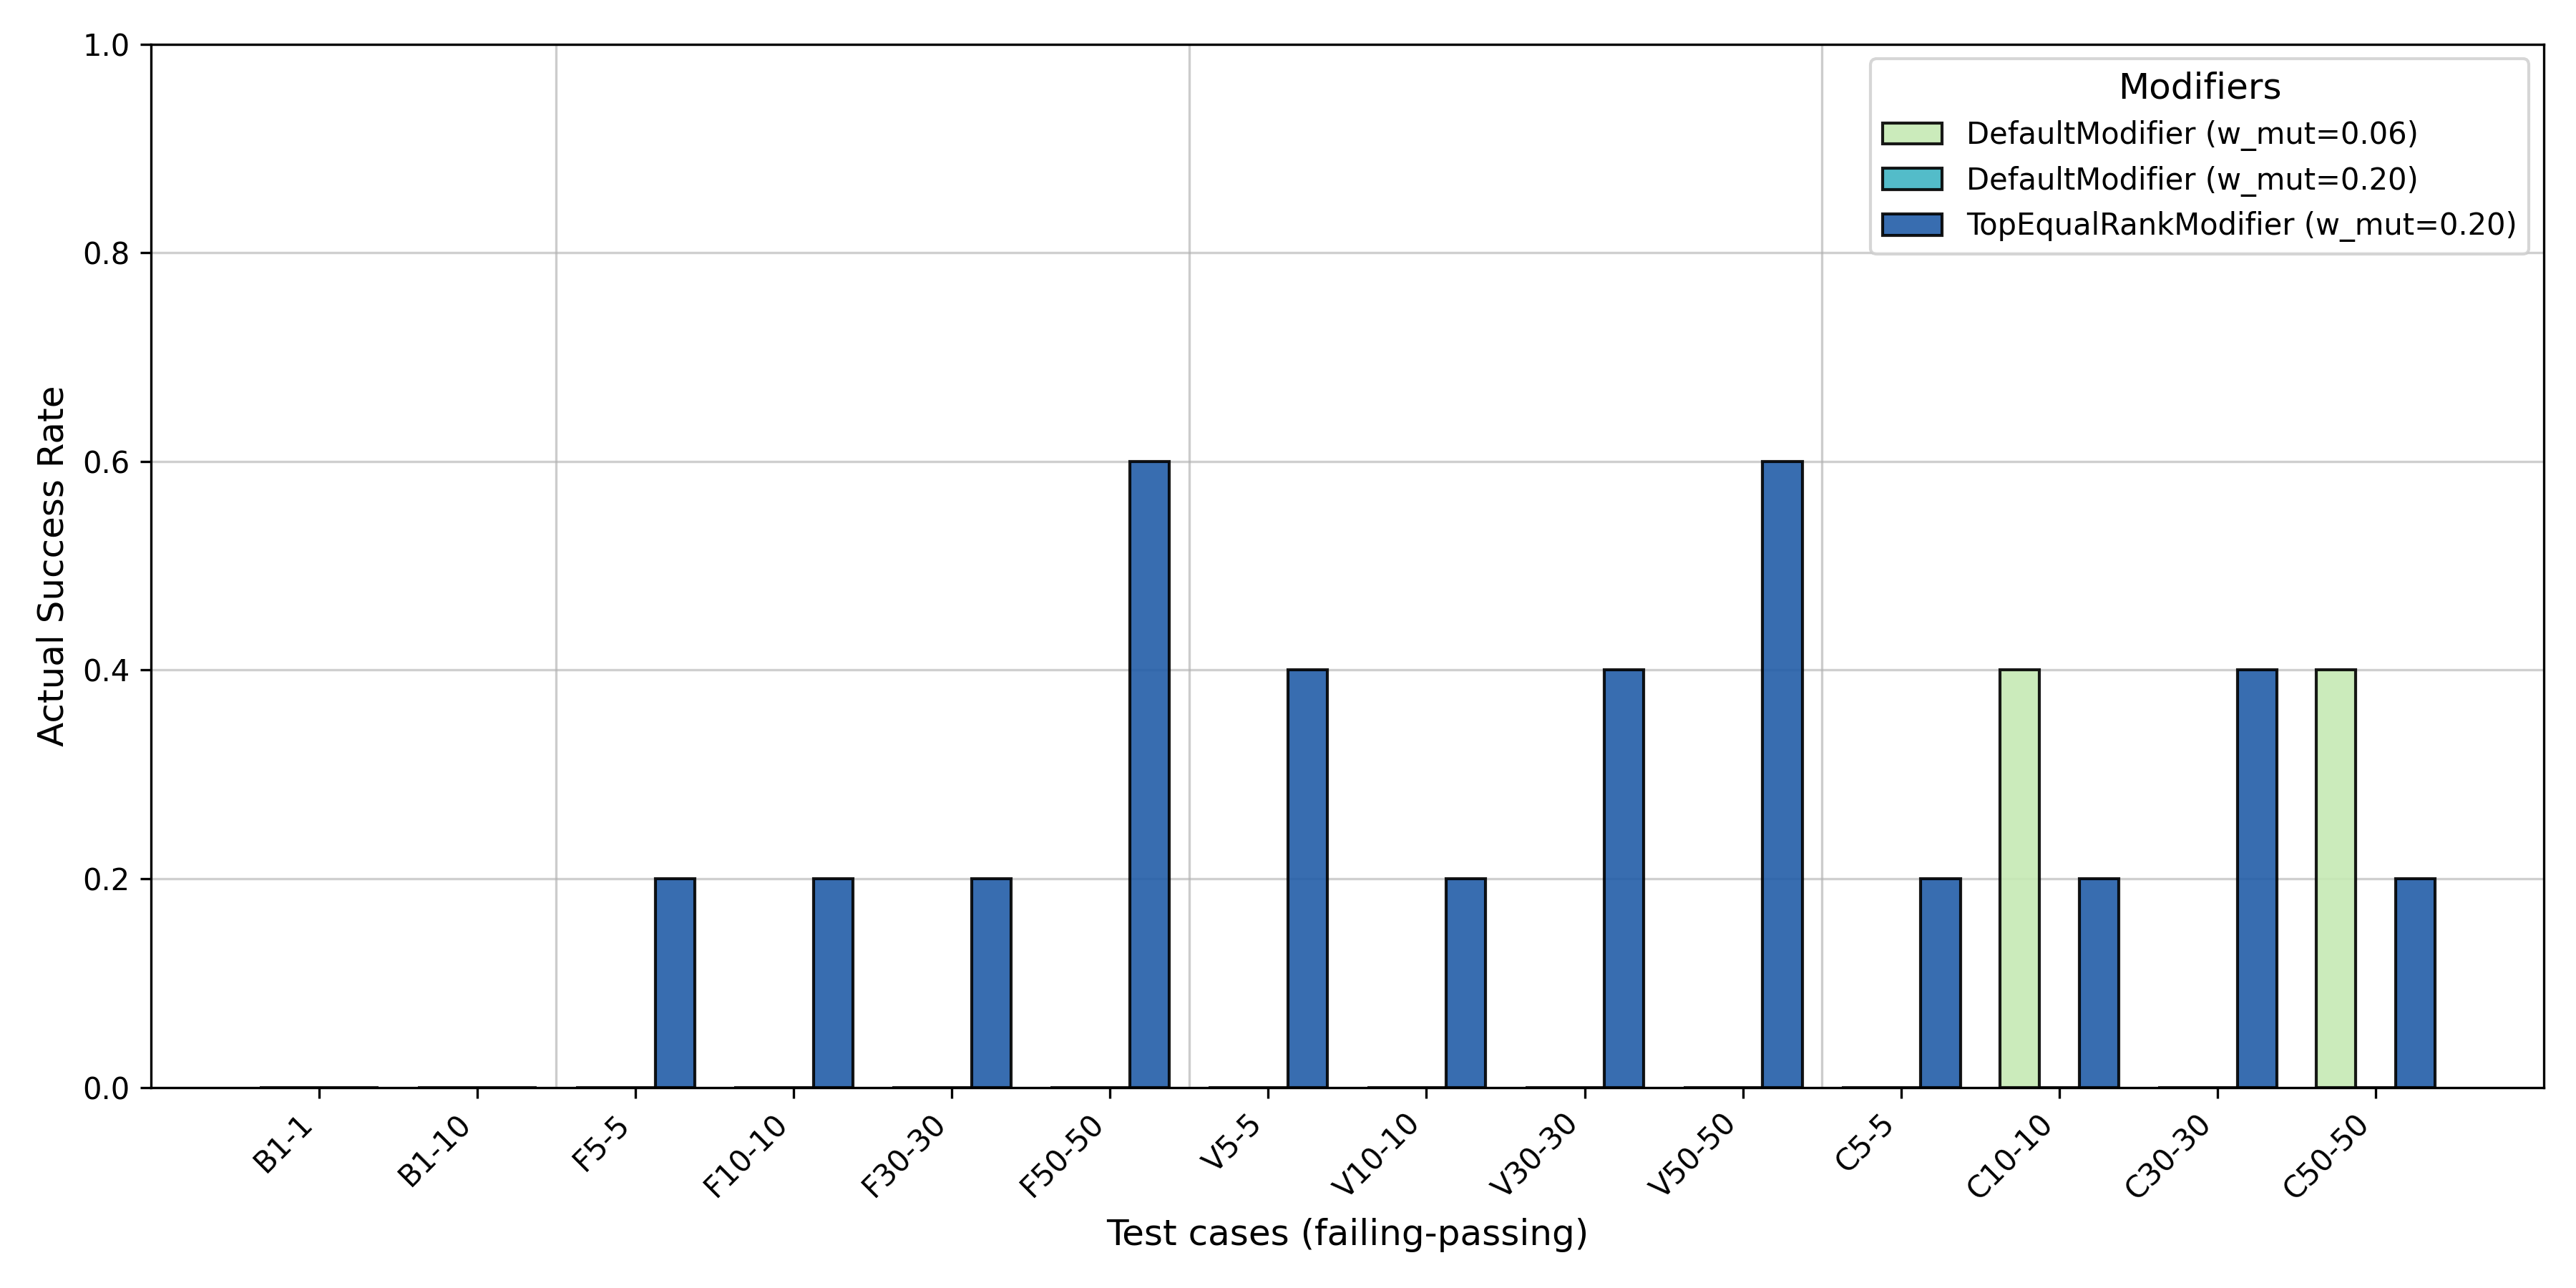 Modifiers
DefaultModifier (w_mut=0.06)
DefaultModifier (w_mut=0.20)
TopEqualRankModifier (w_mut=0.20)
Actual Success Rate
1.0
0.8
0.6
0.4
0.2
0.0
B1-1
B1-10
F5-5
F10-10
F30-30
F50-50
V5-5
V10-10
V30-30
V50-50
C5-5
C10-10
C30-30
C50-50
Test cases (failing-passing)